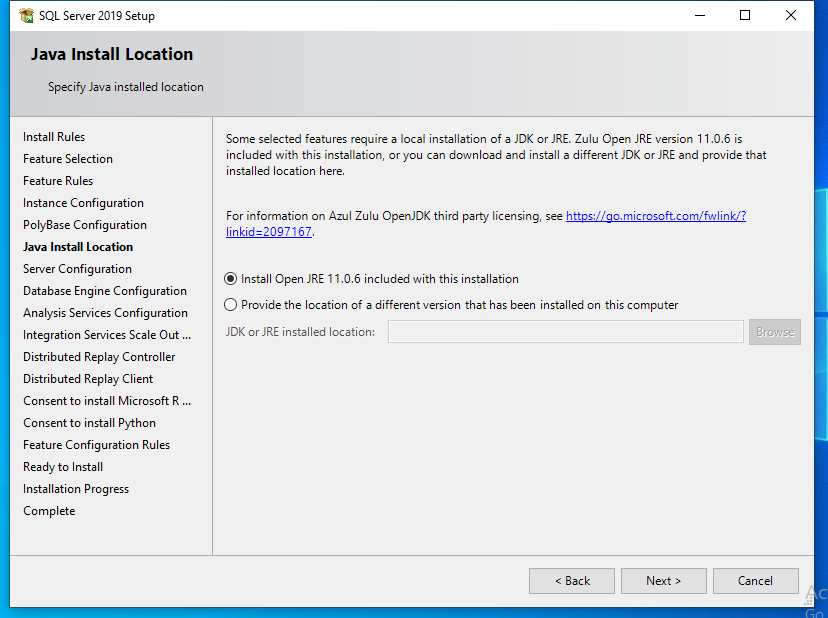 SQL Server 2019 Setup
Java Install Location
Specify Java installed location
Install Rules
Feature Selection
Feature Rules
Instance Configuration
PolyBase Configuration
Java Install Location
Server Configuration
Database Engine Configuration
Analysis Services Configuration
Integration Services Scale Out ...
Distributed Replay Controller
Distributed Replay Client
Consent to install Microsoft R ...
Consent to install Python
Feature Configuration Rules
Ready to Install
Installation Progress
Complete
Some selected features require a local installation of a JDK or JRE. Zulu Open JRE version 11.0.6 is
included with this installation, or you can download and install a different JDK or JRE and provide that
installed location here.
For information on Azul Zulu OpenJDK third party licensing, see https://go.microsoft.com/fwlink/?
linkid=2097167.
Install Open JRE 11.0.6 included with this installation
Provide the location of a different version that has been installed on this computer
JDK or JRE installed location:
Browse
< Back
Next >
Cancel
Ac
Go